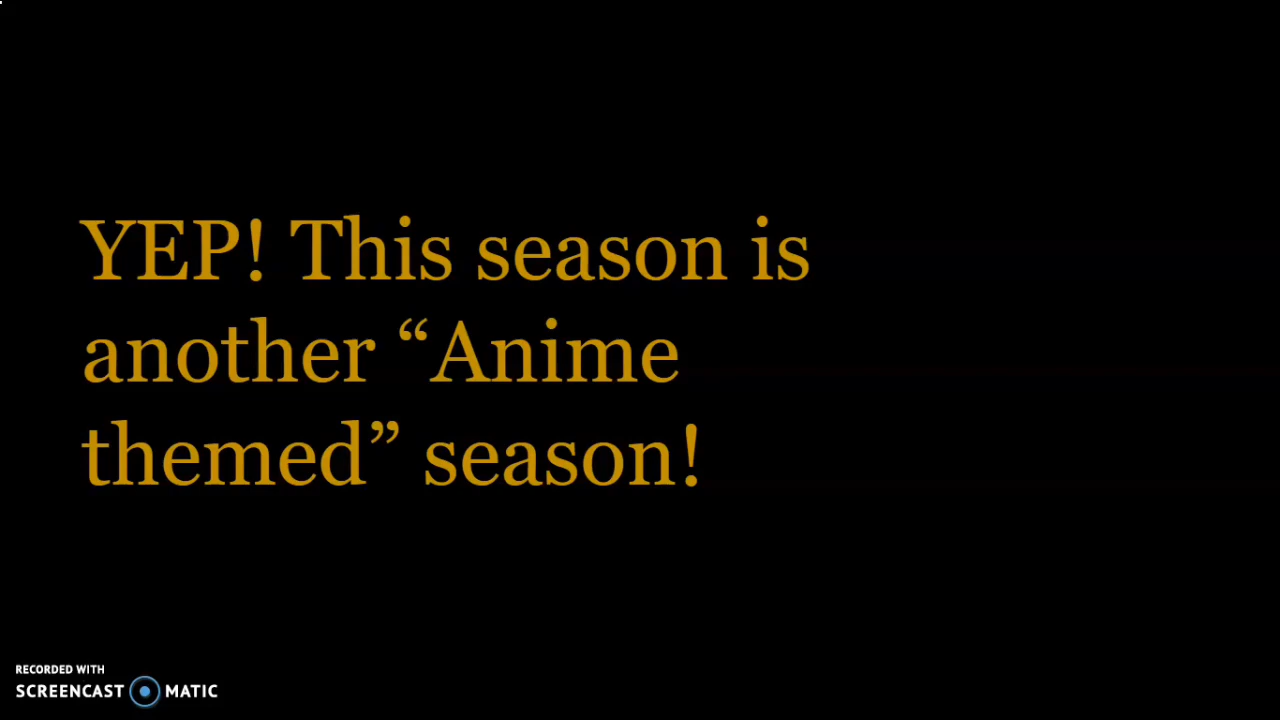 YEP! This season is
another “Anime
themed” season!
RECORDED WITH
SCREENCAST MATIC